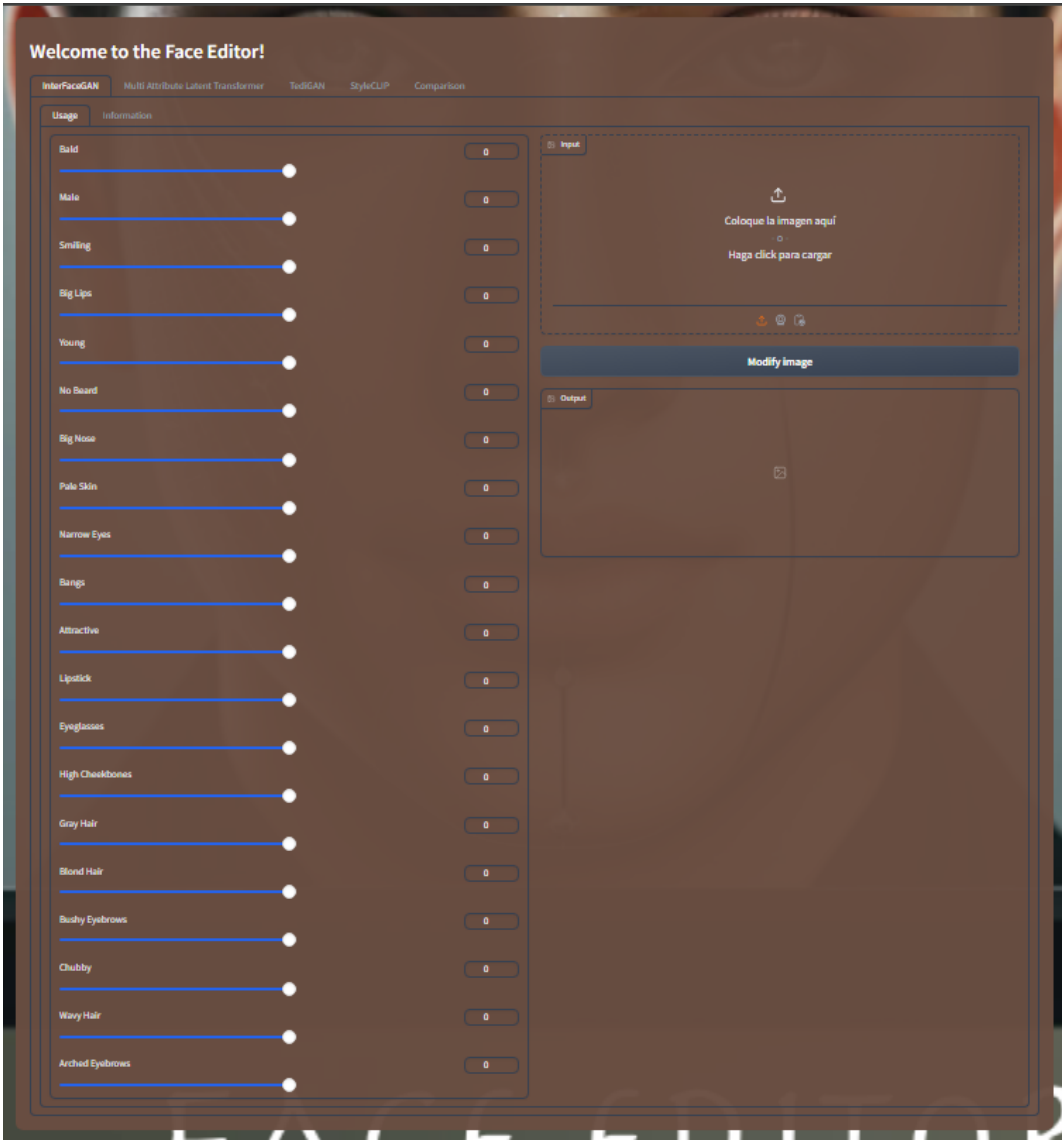 Welcome to the Face Editor!
InterFaceGAN Multi Attribute Latent Transformer TediGAN StyleCLIP Comparison
Usage Information
Bald 0
Male 0
Smiling 0
Big Lips 0
Young 0
No Beard 0
Big Nose 0
Pale Skin 0
Narrow Eyes 0
Bangs 0
Attractive 0
Lipstick 0
Eyeglasses 0
High Cheekbones 0
Gray Hair 0
Blond Hair 0
Bushy Eyebrows 0
Chubby 0
Wavy Hair 0
Arched Eyebrows 0
Input
Coloque la imagen aquí
- o -
Haga click para cargar
Modify image
Output
FACE EDITOR